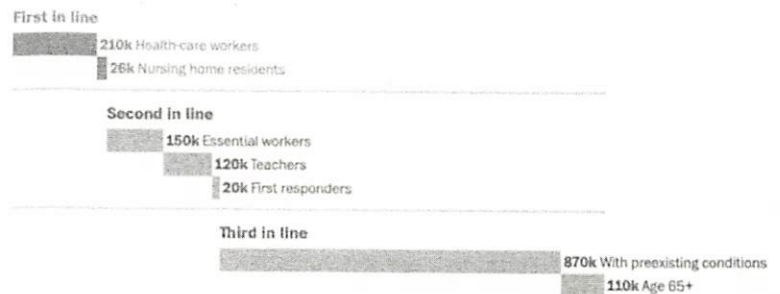 First in line
210k Health-care workers
26k Nursing home residents
Second in line
150k Essential workers
120k Teachers
20k First responders
Third in line
870k With preexisting conditions
110k Age 65+